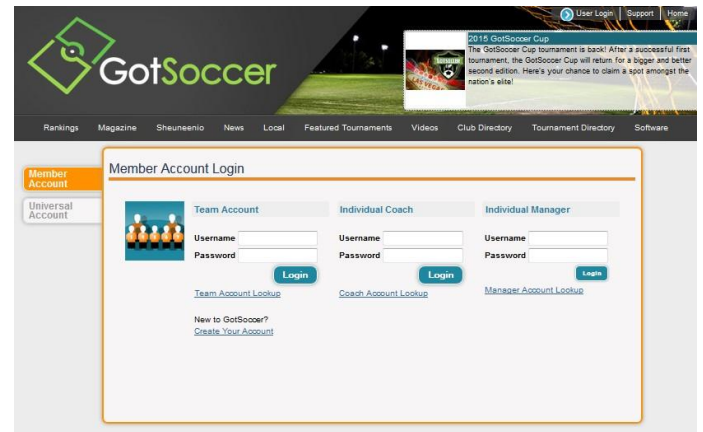 User Login Support Home
2015 GotSoccer Cup
The GotSoccer Cup tournament is back! After a successful first
tournament, the GotSoccer Cup will return for a bigger and better
second edition. Here's your chance to claim a spot amongst the
nation's elite!
GotSoccer
Rankings Magazine Sheuneenio News Local Featured Tournaments Videos Club Directory Tournament Directory Software
Member
Account
Universal
Account
Member Account Login
Team Account
Username
Password
Login
Team Account Lookup
New to GotSoccer?
Create Your Account
Individual Coach
Username
Password
Login
Coach Account Lookup
Individual Manager
Username
Password
Login
Manager Account Lookup